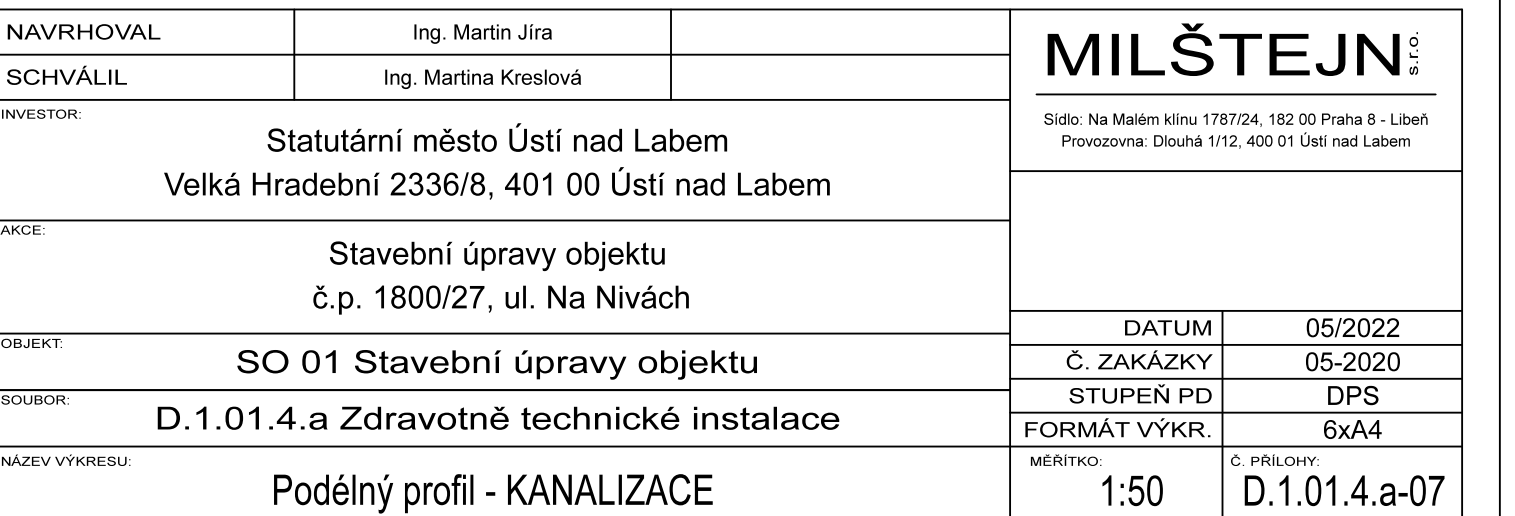 NAVRHOVAL Ing. Martin Jíra
SCHVÁLIL Ing. Martina Kreslová
MILŠTEJN s.r.o.
Sídlo: Na Malém klínu 1787/24, 182 00 Praha 8 - Libeň
Provozovna: Dlouhá 1/12, 400 01 Ústí nad Labem
INVESTOR:
Statutární město Ústí nad Labem
Velká Hradební 2336/8, 401 00 Ústí nad Labem
AKCE:
Stavební úpravy objektu
č.p. 1800/27, ul. Na Nivách
OBJEKT:
SO 01 Stavební úpravy objektu
SOUBOR:
D.1.01.4.a Zdravotně technické instalace
DATUM 05/2022
Č. ZAKÁZKY 05-2020
STUPEŇ PD DPS
FORMÁT VÝKR. 6xA4
NÁZEV VÝKRESU:
Podélný profil - KANALIZACE
MĚŘÍTKO:
1:50
Č. PŘÍLOHY:
D.1.01.4.a-07